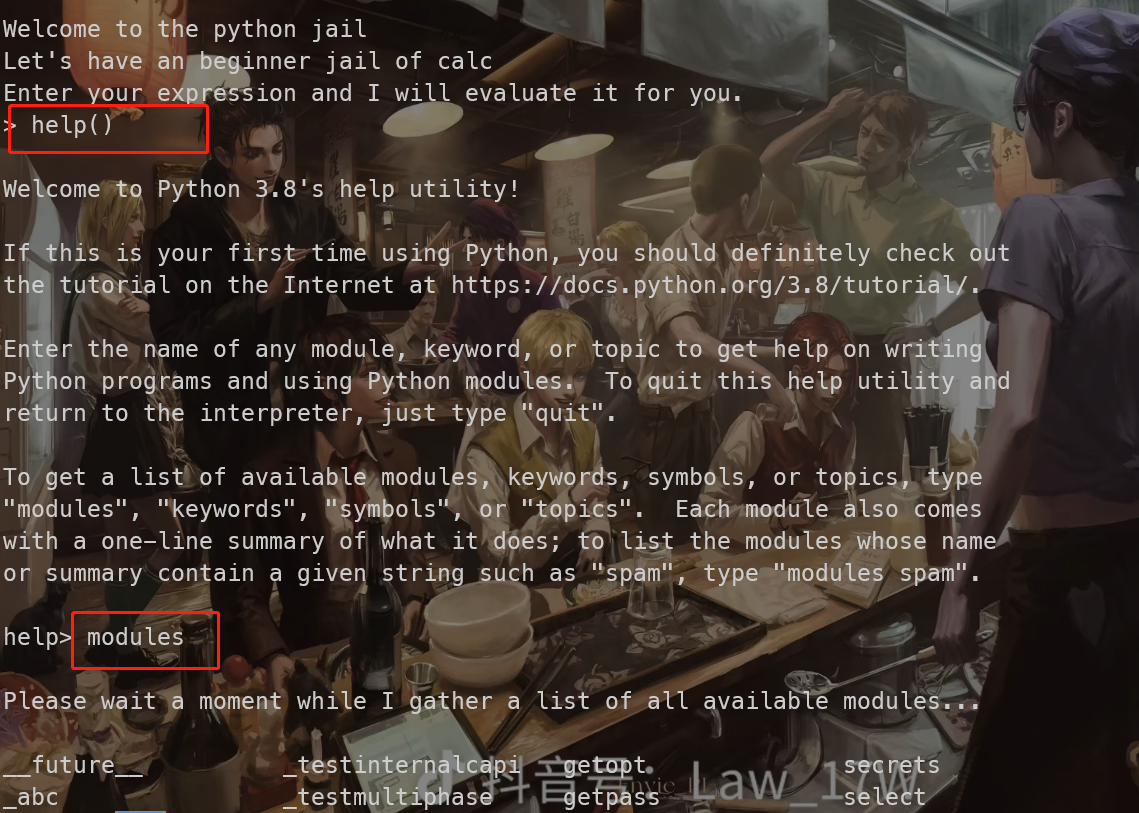 Welcome to the python jail
Let's have an beginner jail of calc
Enter your expression and I will evaluate it for you.
> help()
Welcome to Python 3.8's help utility!
If this is your first time using Python, you should definitely check out
the tutorial on the Internet at https://docs.python.org/3.8/tutorial/.
Enter the name of any module, keyword, or topic to get help on writing
Python programs and using Python modules.  To quit this help utility and
return to the interpreter, just type "quit".
To get a list of available modules, keywords, symbols, or topics, type
"modules", "keywords", "symbols", or "topics".  Each module also comes
with a one-line summary of what it does; to list the modules whose name
or summary contain a given string such as "spam", type "modules spam".
help> modules
Please wait a moment while I gather a list of all available modules...
__future__ _testinternalcapi getopt secrets
_abc _testmultiphase getpass select
抖音号: Law_17W